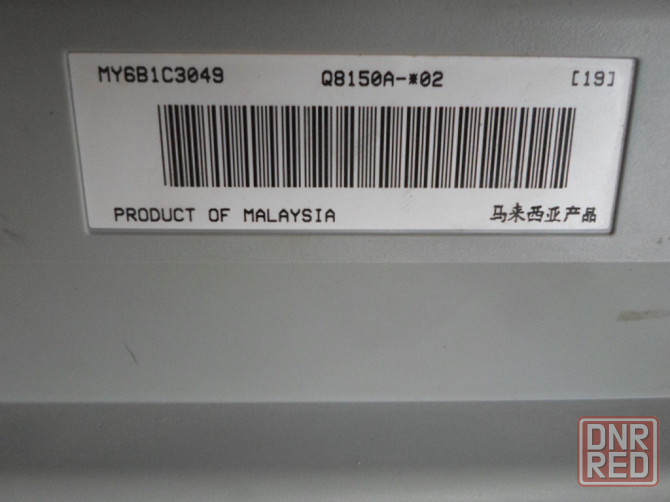 MY6B1C3049 Q8150A-*02 [19]
PRODUCT OF MALAYSIA 马来西亚产品
DNR
RED